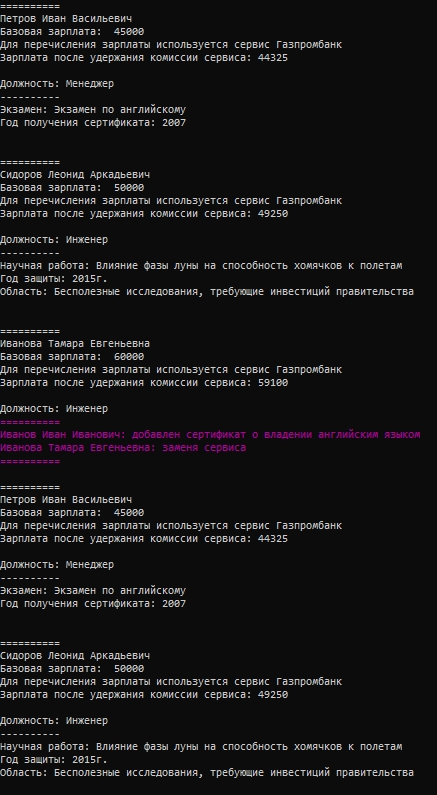 ==========
Петров Иван Васильевич
Базовая зарплата:  45000
Для перечисления зарплаты используется сервис Газпромбанк
Зарплата после удержания комиссии сервиса: 44325
Должность: Менеджер
----------
Экзамен: Экзамен по английскому
Год получения сертификата: 2007
==========
Сидоров Леонид Аркадьевич
Базовая зарплата:  50000
Для перечисления зарплаты используется сервис Газпромбанк
Зарплата после удержания комиссии сервиса: 49250
Должность: Инженер
----------
Научная работа: Влияние фазы луны на способность хомячков к полетам
Год защиты: 2015г.
Область: Бесполезные исследования, требующие инвестиций правительства
==========
Иванова Тамара Евгеньевна
Базовая зарплата:  60000
Для перечисления зарплаты используется сервис Газпромбанк
Зарплата после удержания комиссии сервиса: 59100
Должность: Инженер
==========
Иванов Иван Иванович: добавлен сертификат о владении английским языком
Иванова Тамара Евгеньевна: заменя сервиса
==========
==========
Петров Иван Васильевич
Базовая зарплата:  45000
Для перечисления зарплаты используется сервис Газпромбанк
Зарплата после удержания комиссии сервиса: 44325
Должность: Менеджер
----------
Экзамен: Экзамен по английскому
Год получения сертификата: 2007
==========
Сидоров Леонид Аркадьевич
Базовая зарплата:  50000
Для перечисления зарплаты используется сервис Газпромбанк
Зарплата после удержания комиссии сервиса: 49250
Должность: Инженер
----------
Научная работа: Влияние фазы луны на способность хомячков к полетам
Год защиты: 2015г.
Область: Бесполезные исследования, требующие инвестиций правительства